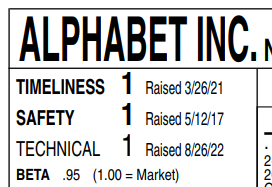 ALPHABET INC.
TIMELINESS 1 Raised 3/26/21
SAFETY 1 Raised 5/12/17
TECHNICAL 1 Raised 8/26/22
BETA .95 (1.00 = Market)